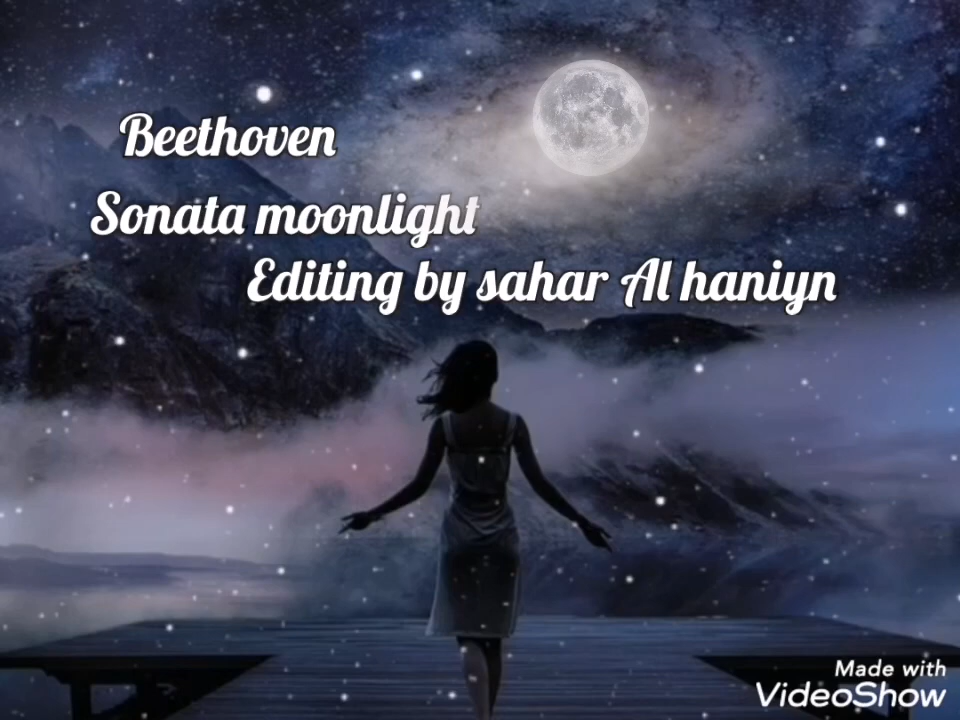 Beethoven
Sonata moonlight
Editing by sahar Al haniyn
Made with
VideoShow